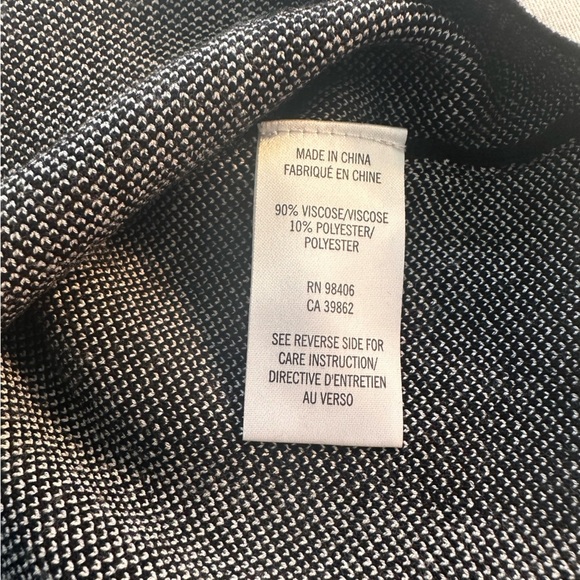 MADE IN CHINA
FABRIQUÉ EN CHINE
90% VISCOSE/VISCOSE
10% POLYESTER/
POLYESTER
RN 98406
CA 39862
SEE REVERSE SIDE FOR
CARE INSTRUCTION/
DIRECTIVE D'ENTRETIEN
AU VERSO